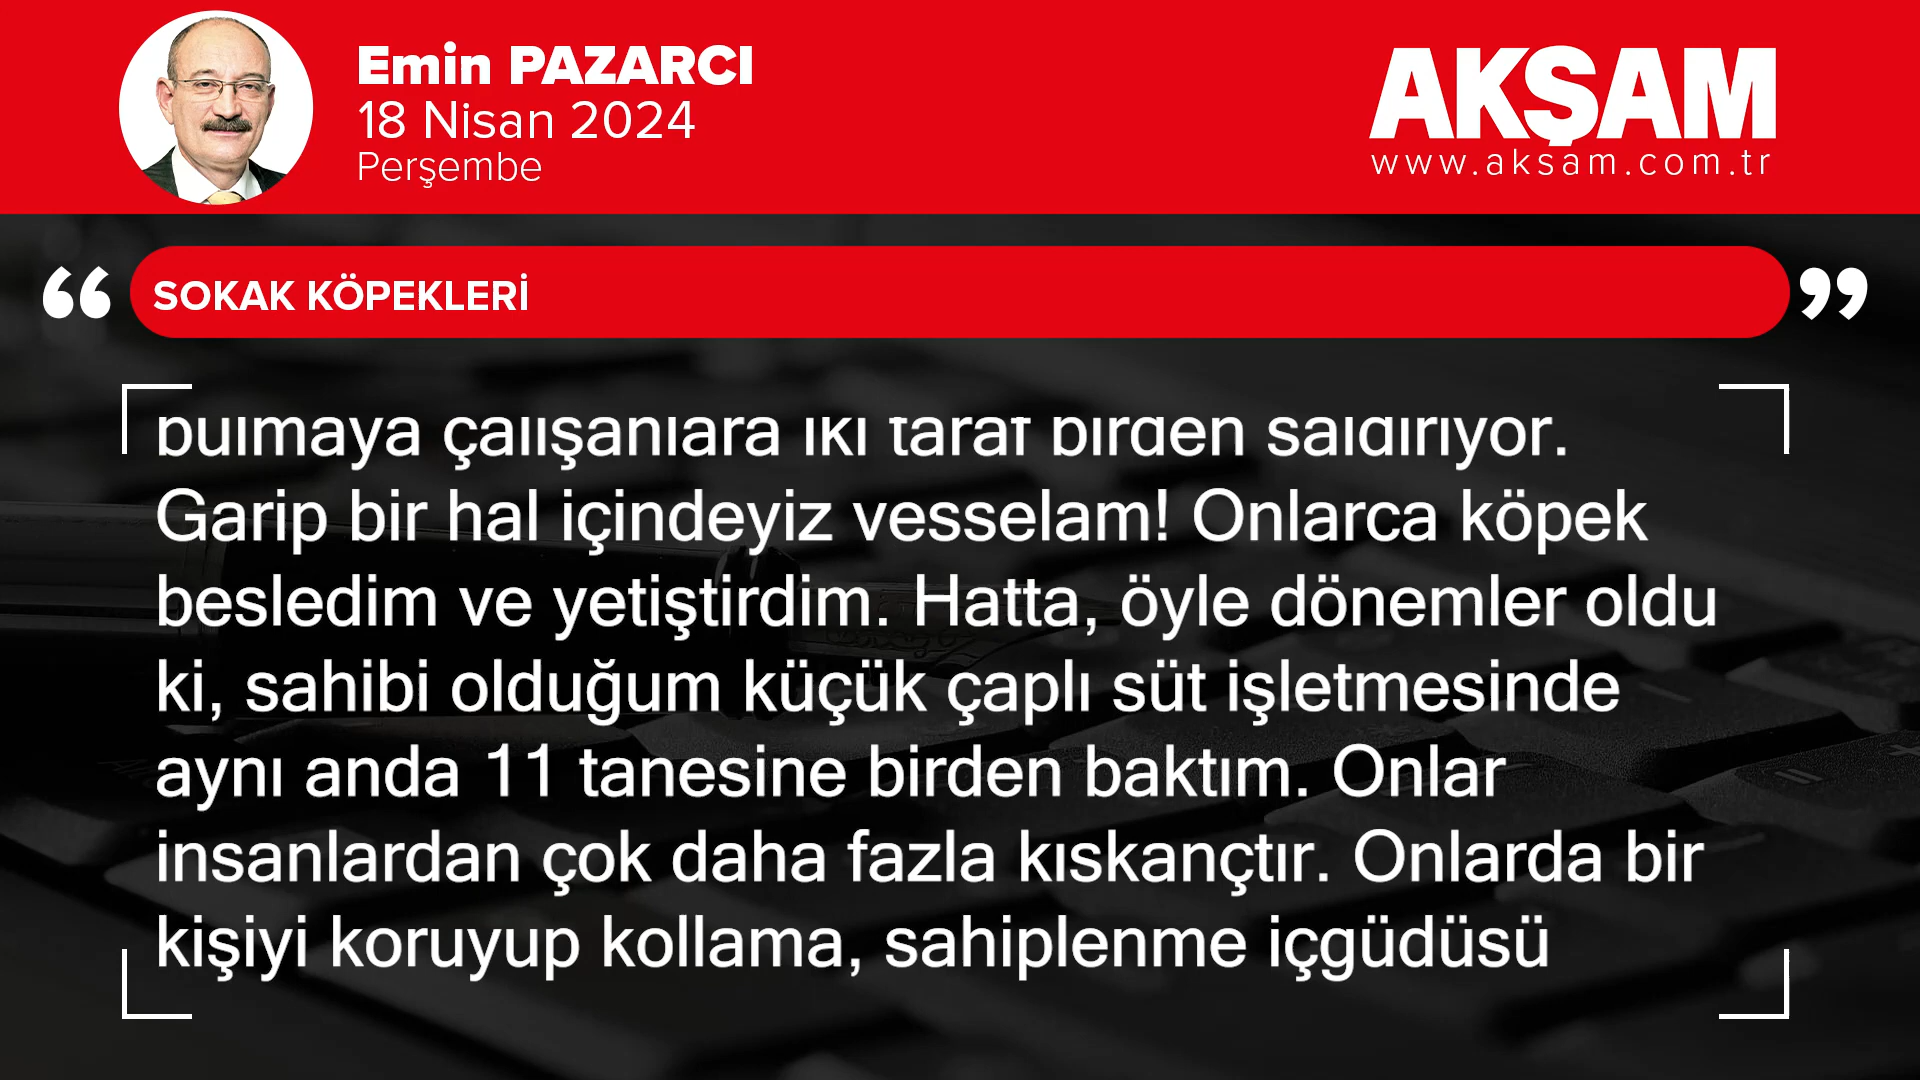 Emin PAZARCI
18 Nisan 2024
Perşembe
AKŞAM
www.aksam.com.tr
“ SOKAK KÖPEKLERİ ”
bulmaya çalışanlara iki taraf birden saldırıyor.
Garip bir hal içindeyiz vesselam! Onlarca köpek
besledim ve yetiştirdim. Hatta, öyle dönemler oldu
ki, sahibi olduğum küçük çaplı süt işletmesinde
aynı anda 11 tanesine birden baktım. Onlar
insanlardan çok daha fazla kıskançtır. Onlarda bir
kişiyi koruyup kollama, sahiplenme içgüdüsü